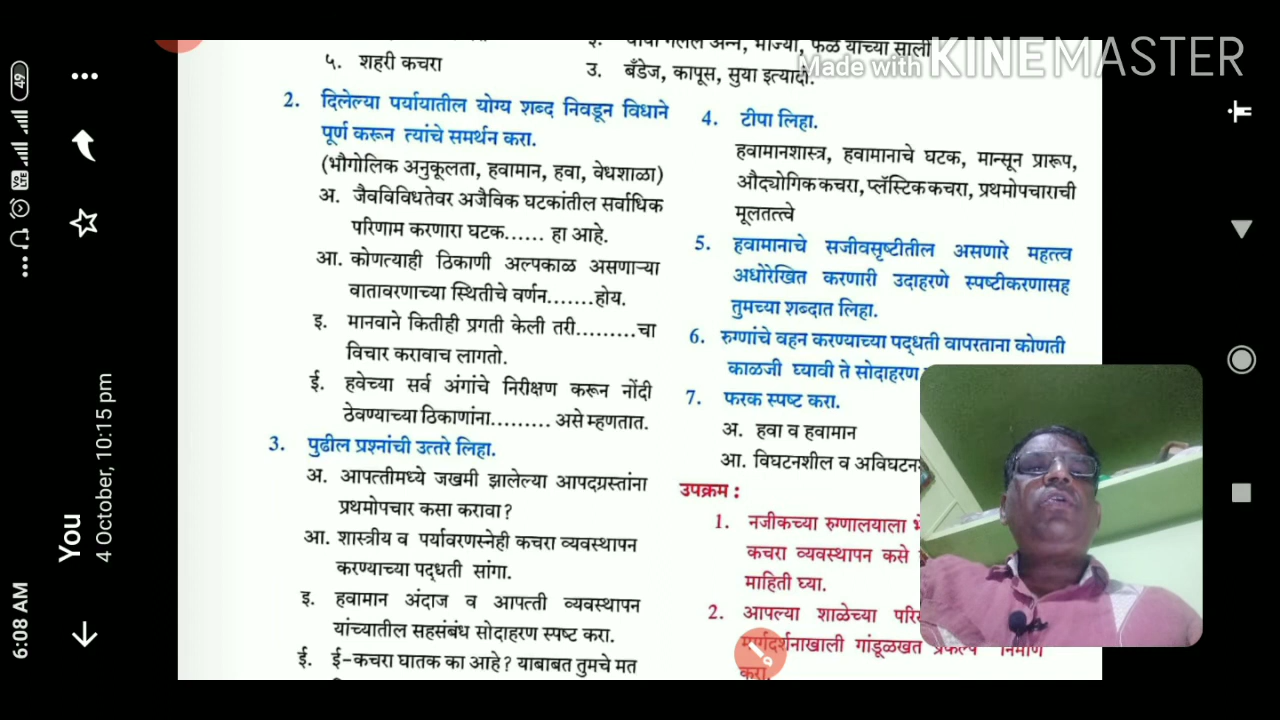 Made with KINEMASTER
५. शहरी कचरा
उ. बँडेज, कापूस, सुया इत्यादी.
2. दिलेल्या पर्यायातील योग्य शब्द निवडून विधाने
पूर्ण करून त्यांचे समर्थन करा.
(भौगोलिक अनुकूलता, हवामान, हवा, वेधशाळा)
अ. जैवविविधतेवर अजैविक घटकांतील सर्वाधिक
परिणाम करणारा घटक...... हा आहे.
आ. कोणत्याही ठिकाणी अल्पकाळ असणाऱ्या
वातावरणाच्या स्थितीचे वर्णन.......होय.
इ. मानवाने कितीही प्रगती केली तरी.........चा
विचार करावाच लागतो.
ई. हवेच्या सर्व अंगांचे निरीक्षण करून नोंदी
ठेवण्याच्या ठिकाणांना......... असे म्हणतात.
3. पुढील प्रश्नांची उत्तरे लिहा.
अ. आपत्तीमध्ये जखमी झालेल्या आपदग्रस्तांना
प्रथमोपचार कसा करावा?
आ. शास्त्रीय व पर्यावरणस्नेही कचरा व्यवस्थापन
करण्याच्या पद्धती सांगा.
इ. हवामान अंदाज व आपत्ती व्यवस्थापन
यांच्यातील सहसंबंध सोदाहरण स्पष्ट करा.
ई. ई-कचरा घातक का आहे? याबाबत तुमचे मत
4. टीपा लिहा.
हवामानशास्त्र, हवामानाचे घटक, मान्सून प्रारूप,
औद्योगिक कचरा, प्लॅस्टिक कचरा, प्रथमोपचाराची
मूलतत्त्वे
5. हवामानाचे सजीवसृष्टीतील असणारे महत्त्व
अधोरेखित करणारी उदाहरणे स्पष्टीकरणासह
तुमच्या शब्दात लिहा.
6. रुग्णांचे वहन करण्याच्या पद्धती वापरताना कोणती
काळजी घ्यावी ते सोदाहरण
7. फरक स्पष्ट करा.
अ. हवा व हवामान
आ. विघटनशील व
उपक्रम :
1. नजीकच्या रुग्णालयाला
कचरा व्यवस्थापन कसे
माहिती घ्या.
2. आपल्या शाळेच्या
गांडूळखत प्रकल्प निर्माण
करा.
You
4 October, 10:15 pm
6:08 AM
49